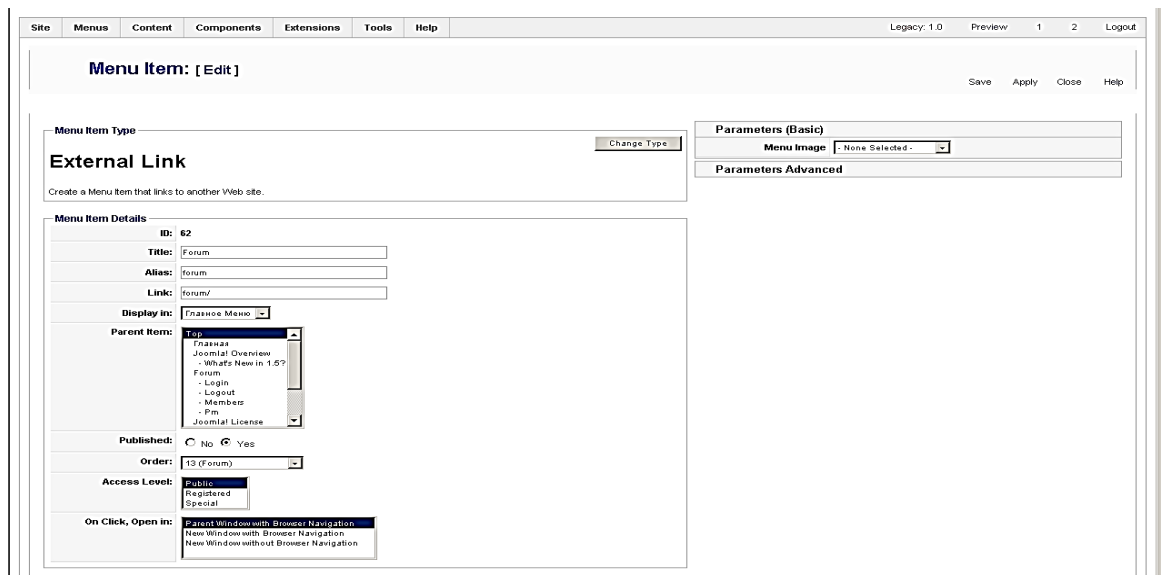 Site Menus Content Components Extensions Tools Help Legacy: 1.0 Preview 1 2 Logout
Menu Item: [ Edit ]
Save Apply Close Help
Menu Item Type
Change Type
External Link
Create a Menu Item that links to another Web site.
Parameters (Basic)
Menu Image - None Selected -
Parameters Advanced
Menu Item Details
ID: 62
Title: Forum
Alias: forum
Link: forum/
Display in: Главное Меню
Parent Item: Top
Главная
Joomla! Overview
- What's New in 1.5?
Forum
- Login
- Logout
- Members
- Pm
Joomla! License
Published: No Yes
Order: 13 (Forum)
Access Level: Public
Registered
Special
On Click, Open in: Parent Window with Browser Navigation
New Window with Browser Navigation
New Window without Browser Navigation